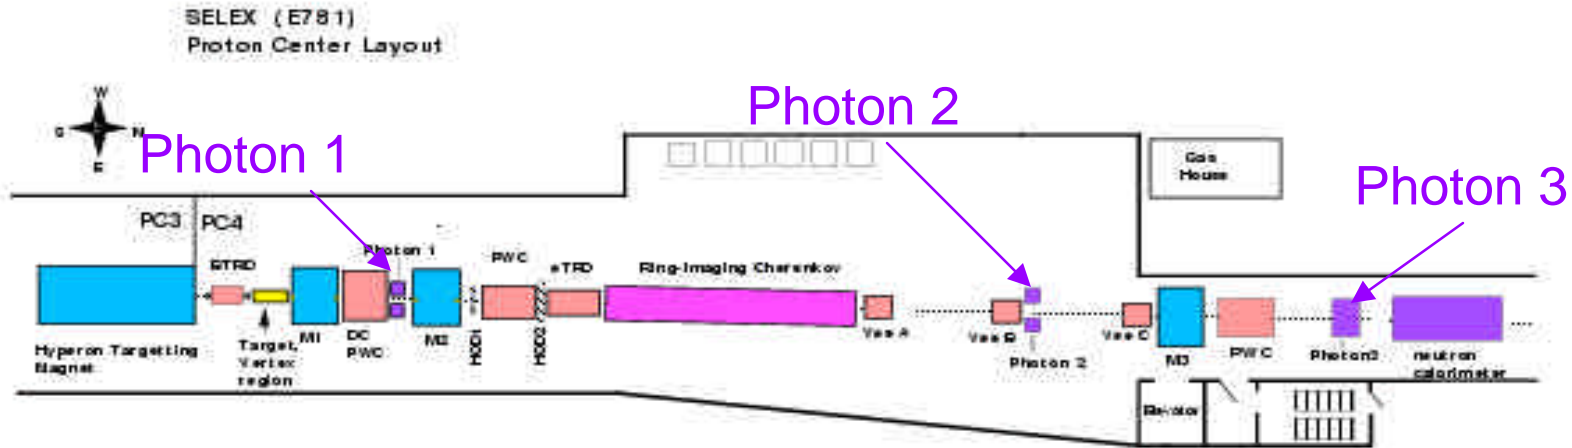 SELEX (E781)
Proton Center Layout
W
S
N
E
Photon 1
Photon 2
Photon 3
Gas
House
PC3
PC4
Photon 1
BTRD
PWC
eTRD
Ring-Imaging Cherenkov
Hyperon Targetting
Magnet
Target,
Vertex
region
M1
DC
PWC
M2
HOD1
HOD2
Vee A
Vee B
Photon 2
Vee C
M3
PWC
Photon3
neutron
calorimeter
Elevator